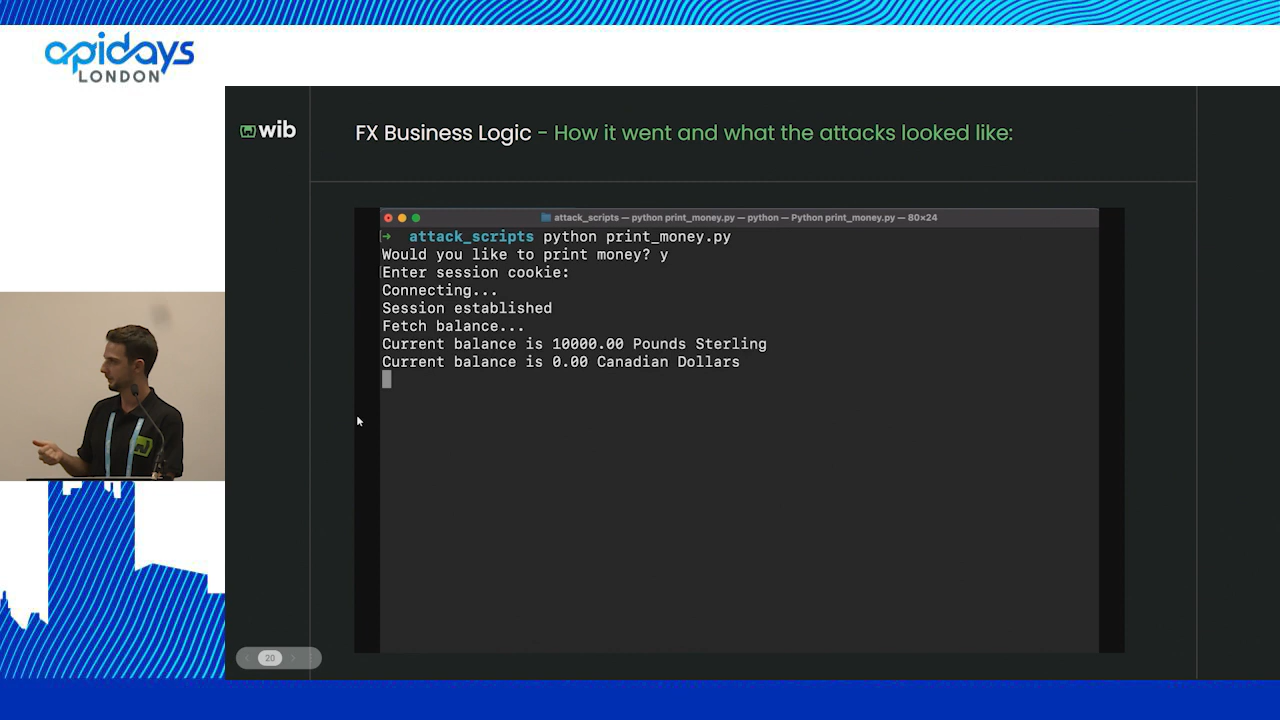 apidays
LONDON
wib
FX Business Logic - How it went and what the attacks looked like:
attack_scripts — python print_money.py — python — Python print_money.py — 80×24
→ attack_scripts python print_money.py
Would you like to print money? y
Enter session cookie:
Connecting...
Session established
Fetch balance...
Current balance is 10000.00 Pounds Sterling
Current balance is 0.00 Canadian Dollars
20